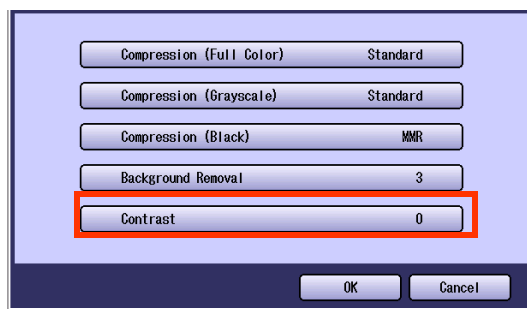 Compression (Full Color) Standard
Compression (Grayscale) Standard
Compression (Black) MMR
Background Removal 3
Contrast 0
OK Cancel